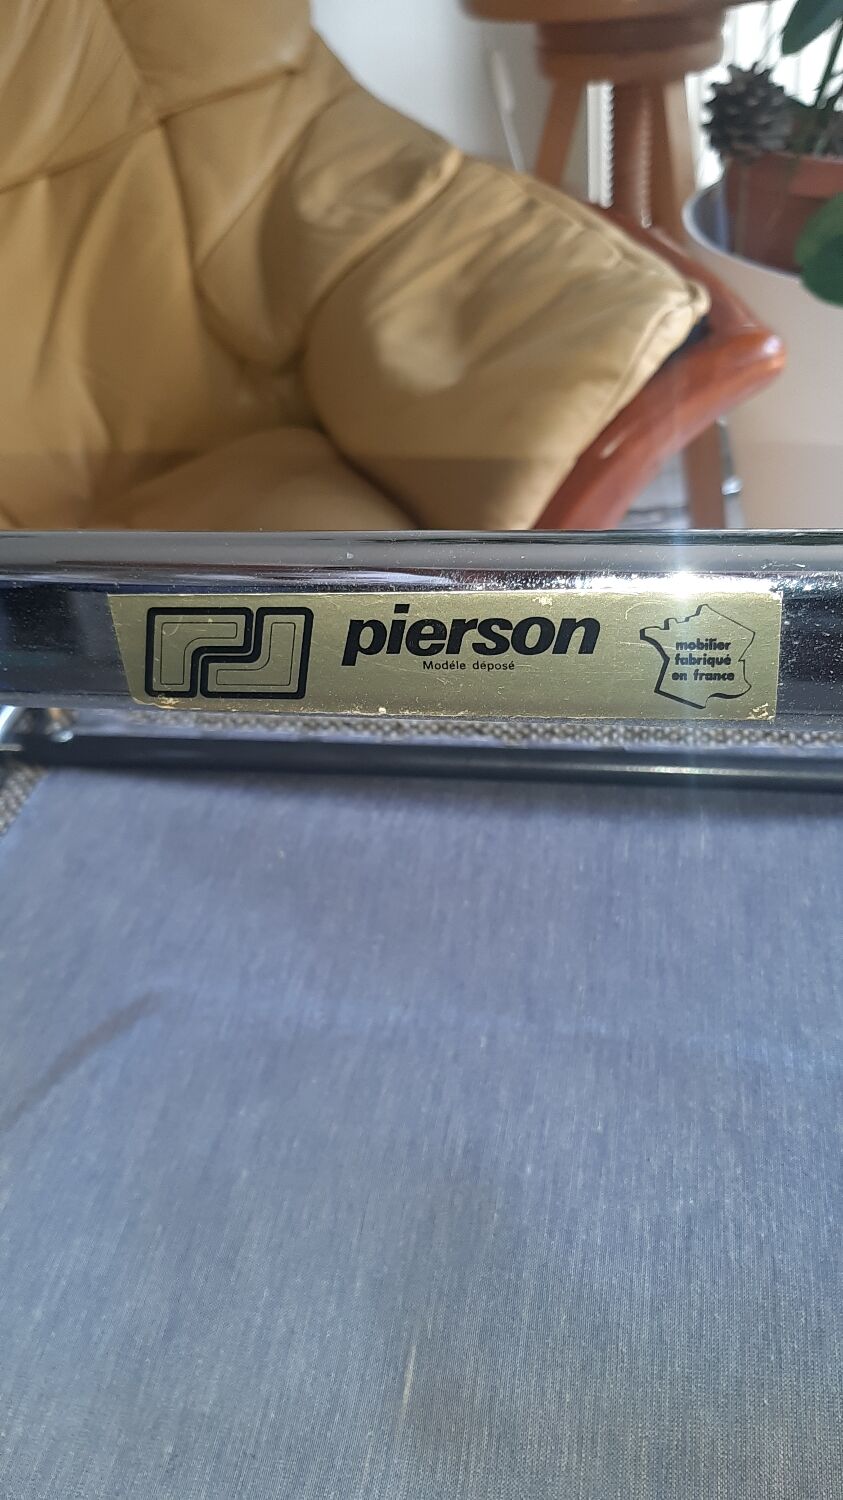 pierson
Modéle déposé
mobilier
fabriqué
en france